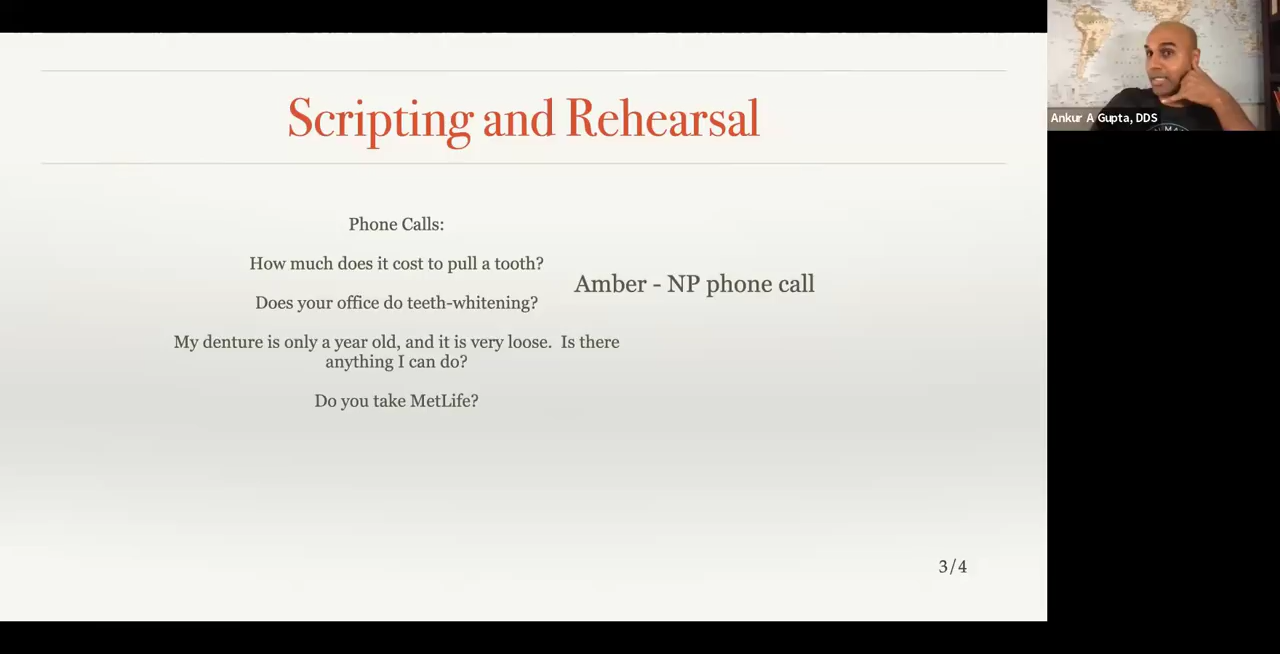 Scripting and Rehearsal
Phone Calls:
How much does it cost to pull a tooth?
Does your office do teeth-whitening?
My denture is only a year old, and it is very loose.  Is there
anything I can do?
Do you take MetLife?
Amber - NP phone call
3/4
Ankur A Gupta, DDS